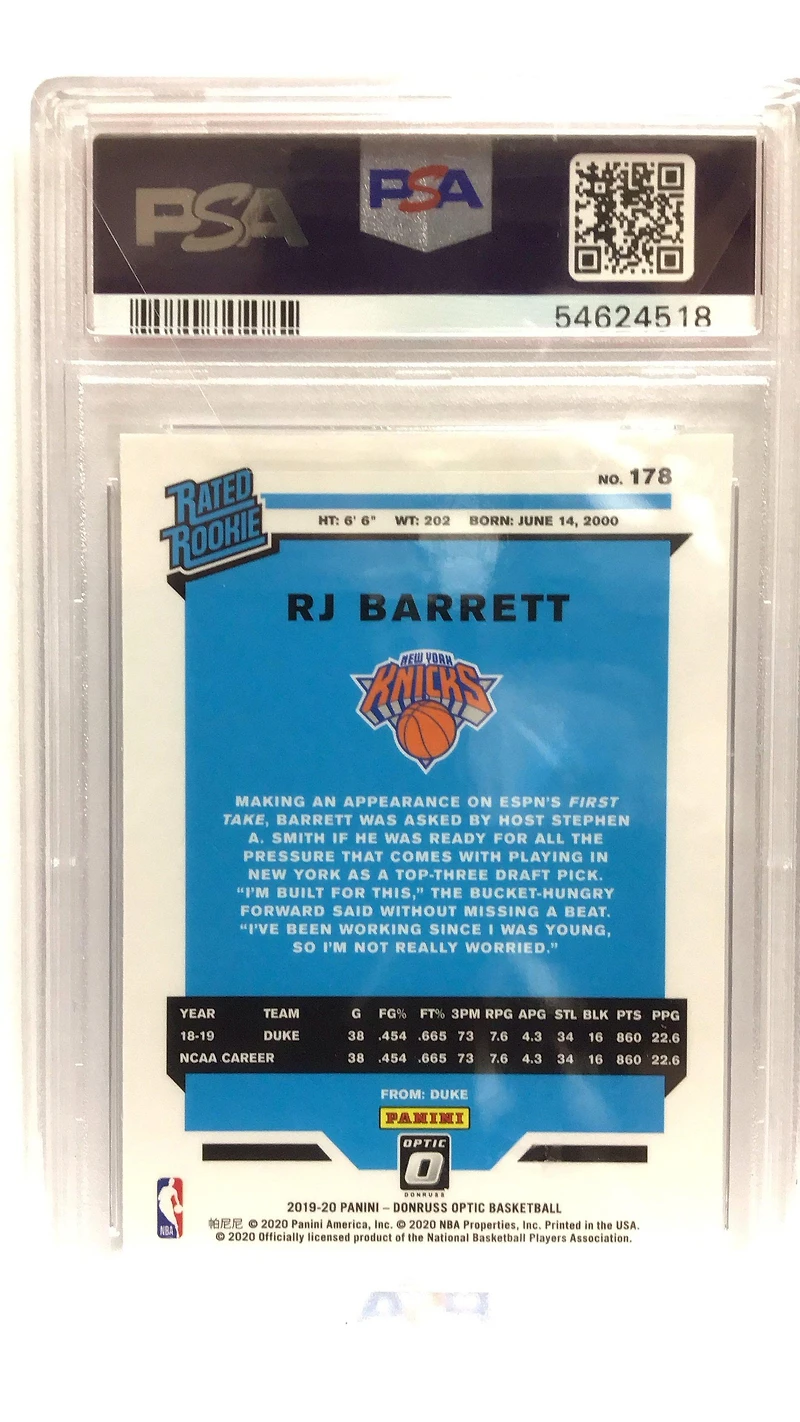 PSA
PSA
54624518
RATED
ROOKIE
NO. 178
HT: 6' 6" WT: 202 BORN: JUNE 14, 2000
RJ BARRETT
NEW YORK
KNICKS
MAKING AN APPEARANCE ON ESPN'S FIRST
TAKE, BARRETT WAS ASKED BY HOST STEPHEN
A. SMITH IF HE WAS READY FOR ALL THE
PRESSURE THAT COMES WITH PLAYING IN
NEW YORK AS A TOP-THREE DRAFT PICK.
“I'M BUILT FOR THIS,” THE BUCKET-HUNGRY
FORWARD SAID WITHOUT MISSING A BEAT.
“I'VE BEEN WORKING SINCE I WAS YOUNG,
SO I'M NOT REALLY WORRIED.”
YEAR TEAM G FG% FT% 3PM RPG APG STL BLK PTS PPG
18-19 DUKE 38 .454 .665 73 7.6 4.3 34 16 860 22.6
NCAA CAREER 38 .454 .665 73 7.6 4.3 34 16 860 22.6
FROM: DUKE
PANINI
OPTIC
O
DONRUSS
NBA
2019-20 PANINI – DONRUSS OPTIC BASKETBALL
帕尼尼 © 2020 Panini America, Inc. © 2020 NBA Properties, Inc. Printed in the USA.
© 2020 Officially licensed product of the National Basketball Players Association.